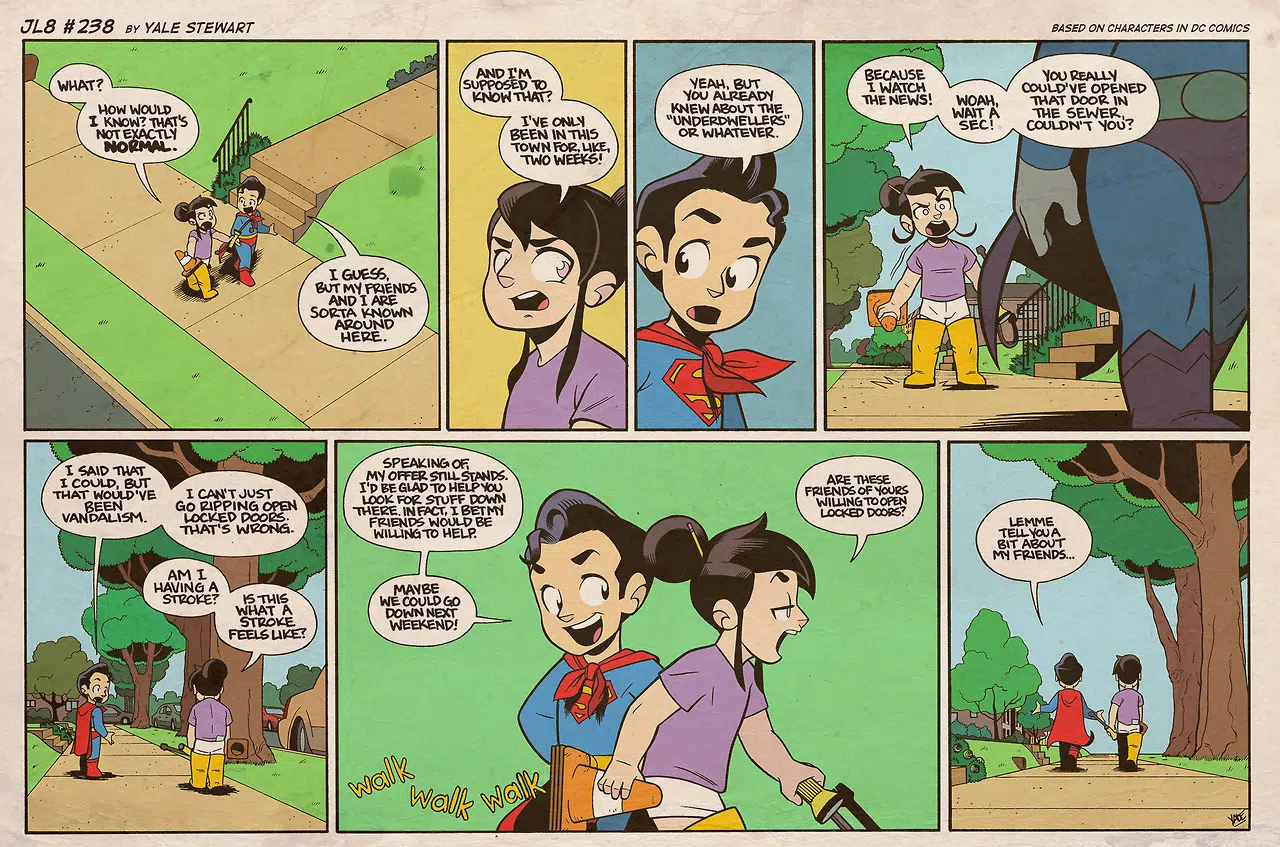 JL8 #238 BY YALE STEWART
BASED ON CHARACTERS IN DC COMICS
WHAT?
HOW WOULD
I KNOW? THAT'S
NOT EXACTLY
NORMAL.
I GUESS,
BUT MY FRIENDS
AND I ARE
SORTA KNOWN
AROUND
HERE.
AND I'M
SUPPOSED TO
KNOW THAT?
I'VE ONLY
BEEN IN THIS
TOWN FOR, LIKE,
TWO WEEKS!
YEAH, BUT
YOU ALREADY
KNEW ABOUT THE
"UNDERDWELLERS"
OR WHATEVER.
BECAUSE
I WATCH
THE NEWS!
WOAH,
WAIT A
SEC!
YOU REALLY
COULD'VE OPENED
THAT DOOR IN
THE SEWER,
COULDN'T YOU?
I SAID THAT
I COULD, BUT
THAT WOULD'VE
BEEN
VANDALISM.
I CAN'T JUST
GO RIPPING OPEN
LOCKED DOORS.
THAT'S WRONG.
AM I
HAVING A
STROKE?
IS THIS
WHAT A
STROKE
FEELS LIKE?
SPEAKING OF,
MY OFFER STILL STANDS.
I'D BE GLAD TO HELP YOU
LOOK FOR STUFF DOWN
THERE. IN FACT, I BET MY
FRIENDS WOULD BE
WILLING TO HELP.
MAYBE
WE COULD GO
DOWN NEXT
WEEKEND!
ARE THESE
FRIENDS OF YOURS
WILLING TO OPEN
LOCKED DOORS?
walk
walk walk
LEMME
TELL YOU A
BIT ABOUT
MY FRIENDS...
YALE